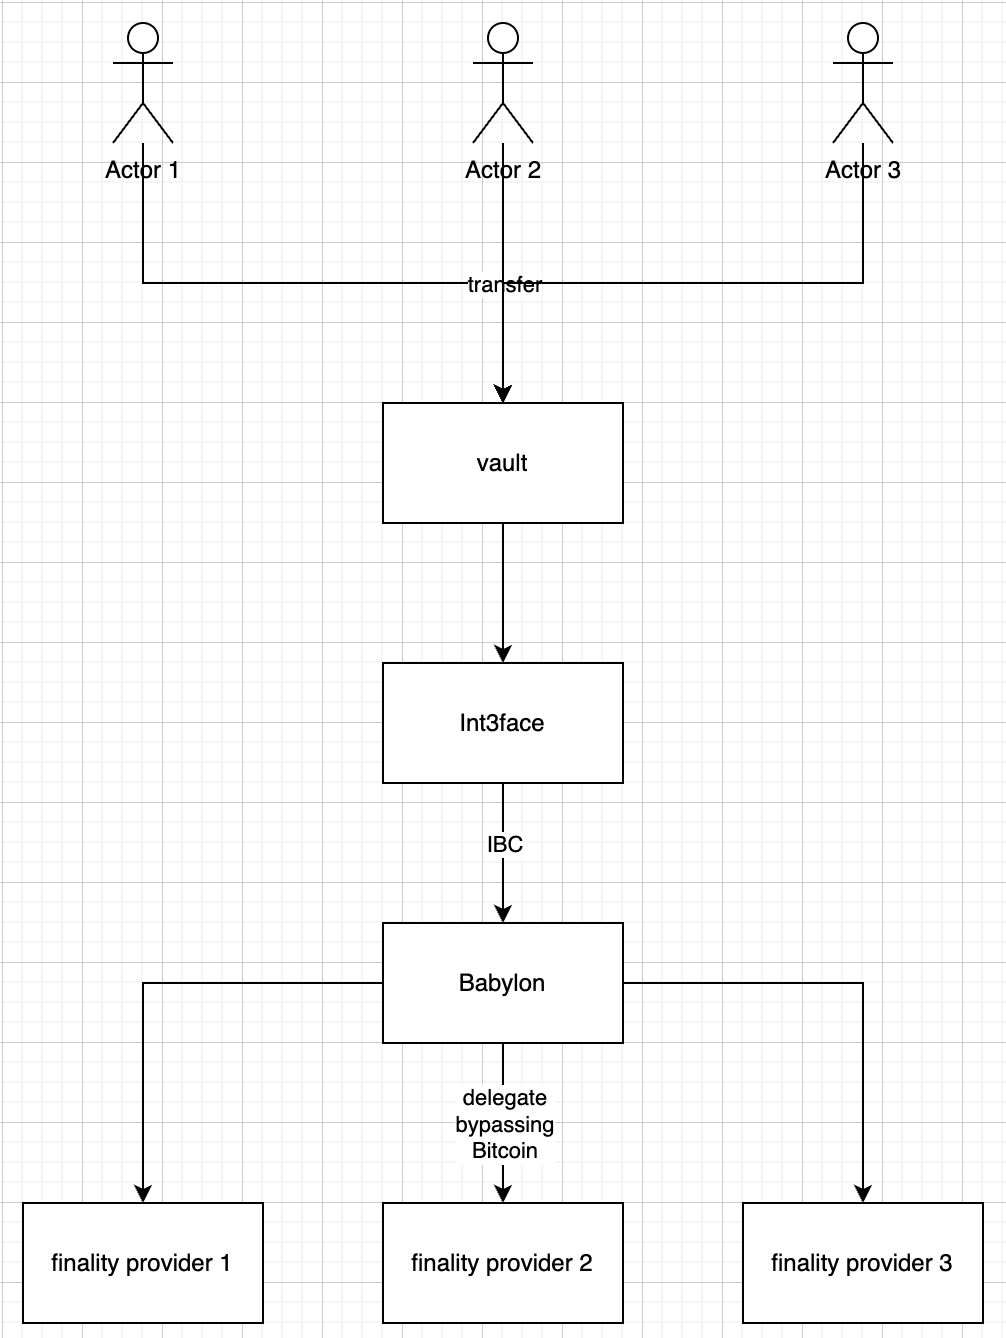 Actor 1
Actor 2
Actor 3
transfer
vault
Int3face
IBC
Babylon
delegate
bypassing
Bitcoin
finality provider 1
finality provider 2
finality provider 3